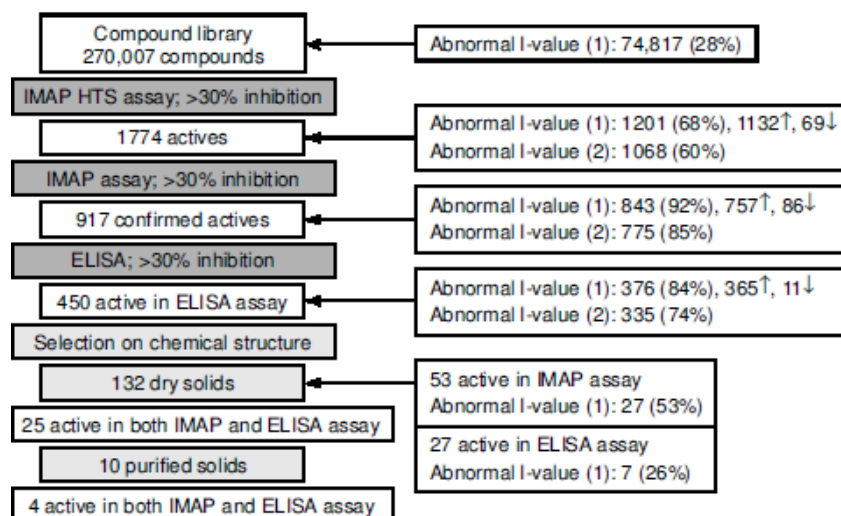 Compound library
270,007 compounds
Abnormal I-value (1): 74,817 (28%)
IMAP HTS assay; >30% inhibition
1774 actives
Abnormal I-value (1): 1201 (68%), 1132↑, 69↓
Abnormal I-value (2): 1068 (60%)
IMAP assay; >30% inhibition
917 confirmed actives
Abnormal I-value (1): 843 (92%), 757↑, 86↓
Abnormal I-value (2): 775 (85%)
ELISA; >30% inhibition
450 active in ELISA assay
Abnormal I-value (1): 376 (84%), 365↑, 11↓
Abnormal I-value (2): 335 (74%)
Selection on chemical structure
132 dry solids
53 active in IMAP assay
Abnormal I-value (1): 27 (53%)
25 active in both IMAP and ELISA assay
27 active in ELISA assay
Abnormal I-value (1): 7 (26%)
10 purified solids
4 active in both IMAP and ELISA assay